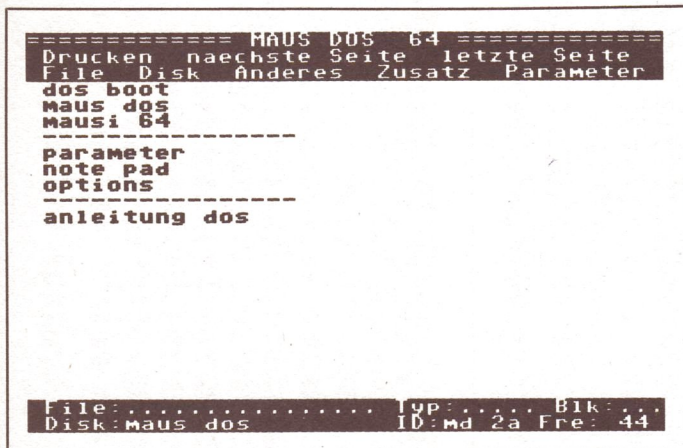 ============= MAUS DOS  64 =============
Drucken  naechste Seite  letzte Seite
File  Disk  Anderes  Zusatz  Parameter
dos boot
maus dos
mausi 64
-----------------
parameter
note pad
options
-----------------
anleitung dos
File:................ Typ:..... Blk:...
Disk:maus dos ID:md 2a Fre: 44